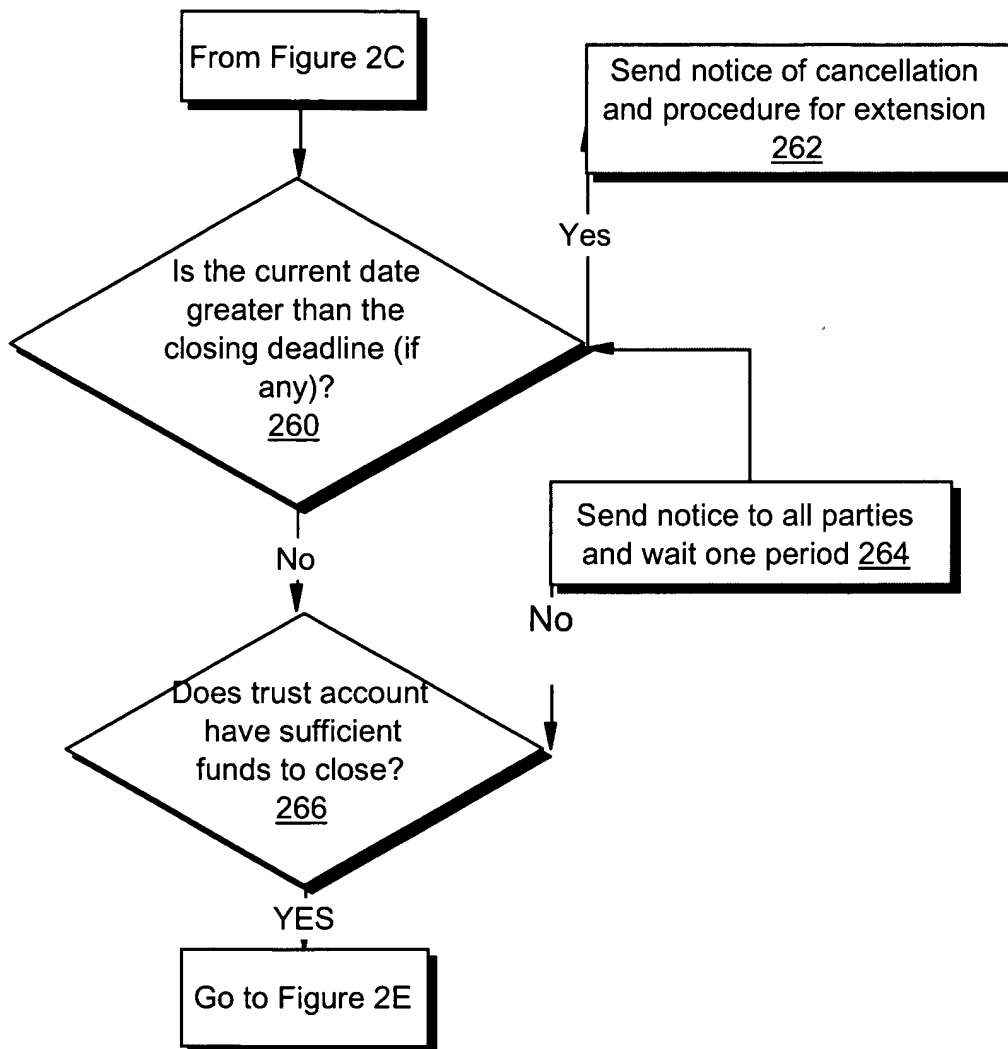 From Figure 2C
Send notice of cancellation
and procedure for extension
262
Yes
Is the current date
greater than the
closing deadline (if
any)?
260
Send notice to all parties
and wait one period 264
No
No
Does trust account
have sufficient
funds to close?
266
YES
Go to Figure 2E